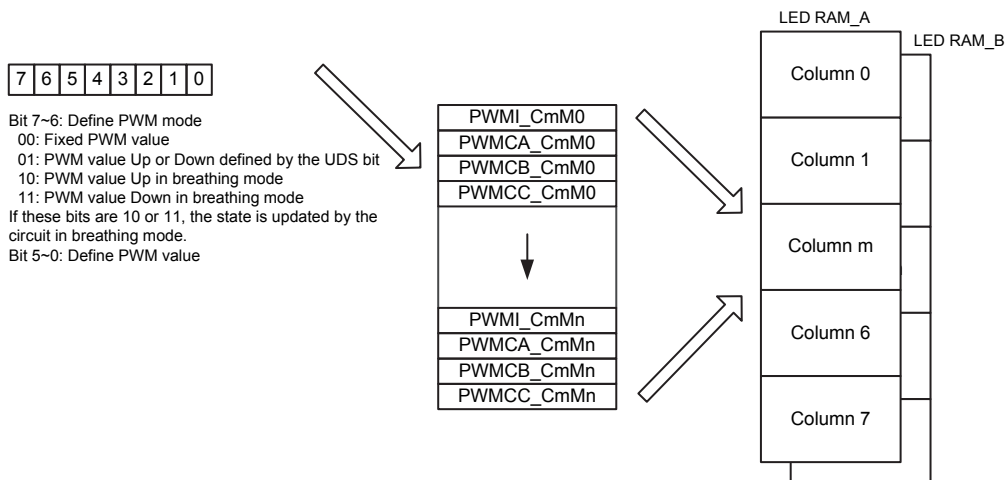 7 6 5 4 3 2 1 0
Bit 7~6: Define PWM mode
00: Fixed PWM value
01: PWM value Up or Down defined by the UDS bit
10: PWM value Up in breathing mode
11: PWM value Down in breathing mode
If these bits are 10 or 11, the state is updated by the
circuit in breathing mode.
Bit 5~0: Define PWM value
PWMI_CmM0
PWMCA_CmM0
PWMCB_CmM0
PWMCC_CmM0
PWMI_CmMn
PWMCA_CmMn
PWMCB_CmMn
PWMCC_CmMn
LED RAM_A
LED RAM_B
Column 0
Column 1
Column m
Column 6
Column 7